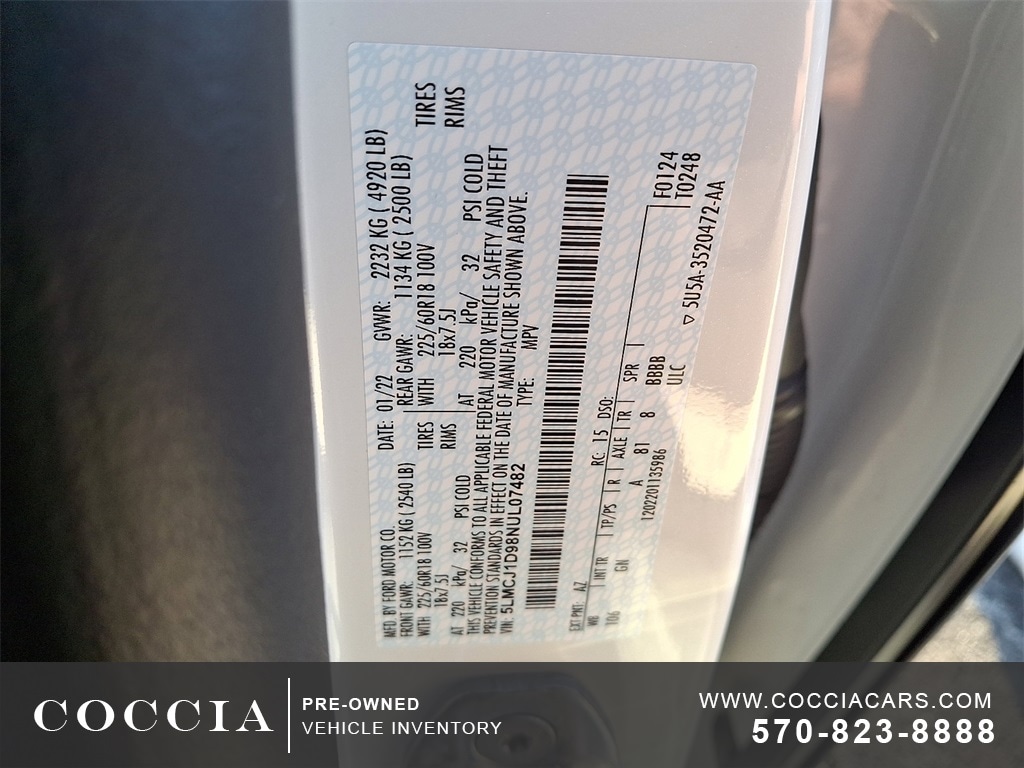 MFD. BY FORD MOTOR CO. DATE: 01/22 GVWR: 2232 KG ( 4920 LB)
FRONT GAWR: 1152 KG ( 2540 LB) REAR GAWR: 1134 KG ( 2500 LB)
WITH 225/60R18 100V TIRES WITH 225/60R18 100V TIRES
18x7.5J RIMS 18x7.5J RIMS
AT 220 kPa/ 32 PSI COLD AT 220 kPa/ 32 PSI COLD
THIS VEHICLE CONFORMS TO ALL APPLICABLE FEDERAL MOTOR VEHICLE SAFETY AND THEFT
PREVENTION STANDARDS IN EFFECT ON THE DATE OF MANUFACTURE SHOWN ABOVE.
VIN: 5LMCJ1D98NUL07482 TYPE: MPV
EXT PNT: AZ RC: 15 DSO:
WB INT TR TP/PS R AXLE TR SPR F0124
106 GN A 81 8 BBBB T0248
1202201135986 ULC
5U5A-3520472-AA
COCCIA
PRE-OWNED
VEHICLE INVENTORY
WWW.COCCIACARS.COM
570-823-8888